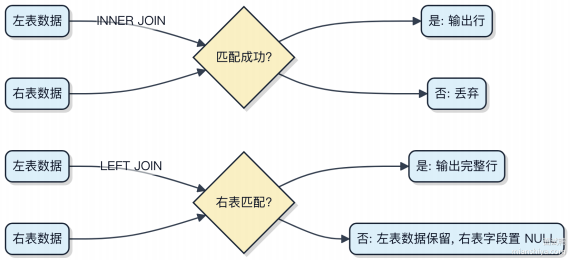 左表数据
INNER JOIN
右表数据
匹配成功?
是: 输出行
否: 丢弃
左表数据
LEFT JOIN
右表数据
右表匹配?
是: 输出完整行
否: 左表数据保留, 右表字段置 NULL